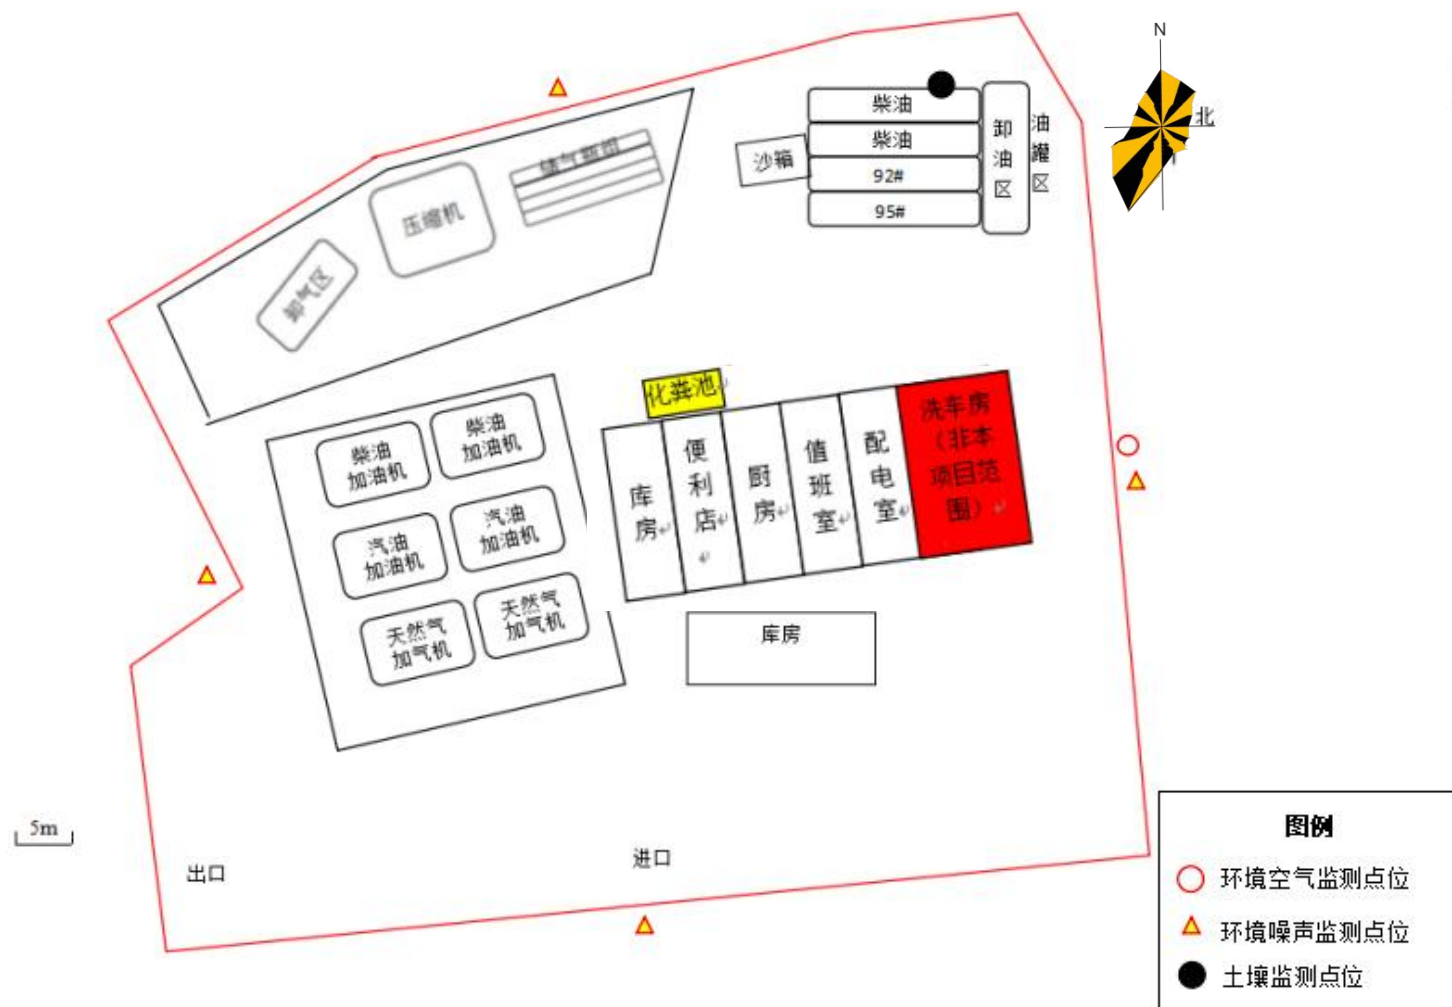 N
北
柴油
柴油
92#
95#
沙箱
卸油区
油罐区
储气瓶组
压缩机
卸气区
化粪池
柴油
加油机
柴油
加油机
汽油
加油机
汽油
加油机
天然气
加气机
天然气
加气机
库房
便利店
厨房
值班室
配电室
洗车房
（非本
项目范
围）
库房
5m
出口
进口
图例
环境空气监测点位
环境噪声监测点位
土壤监测点位